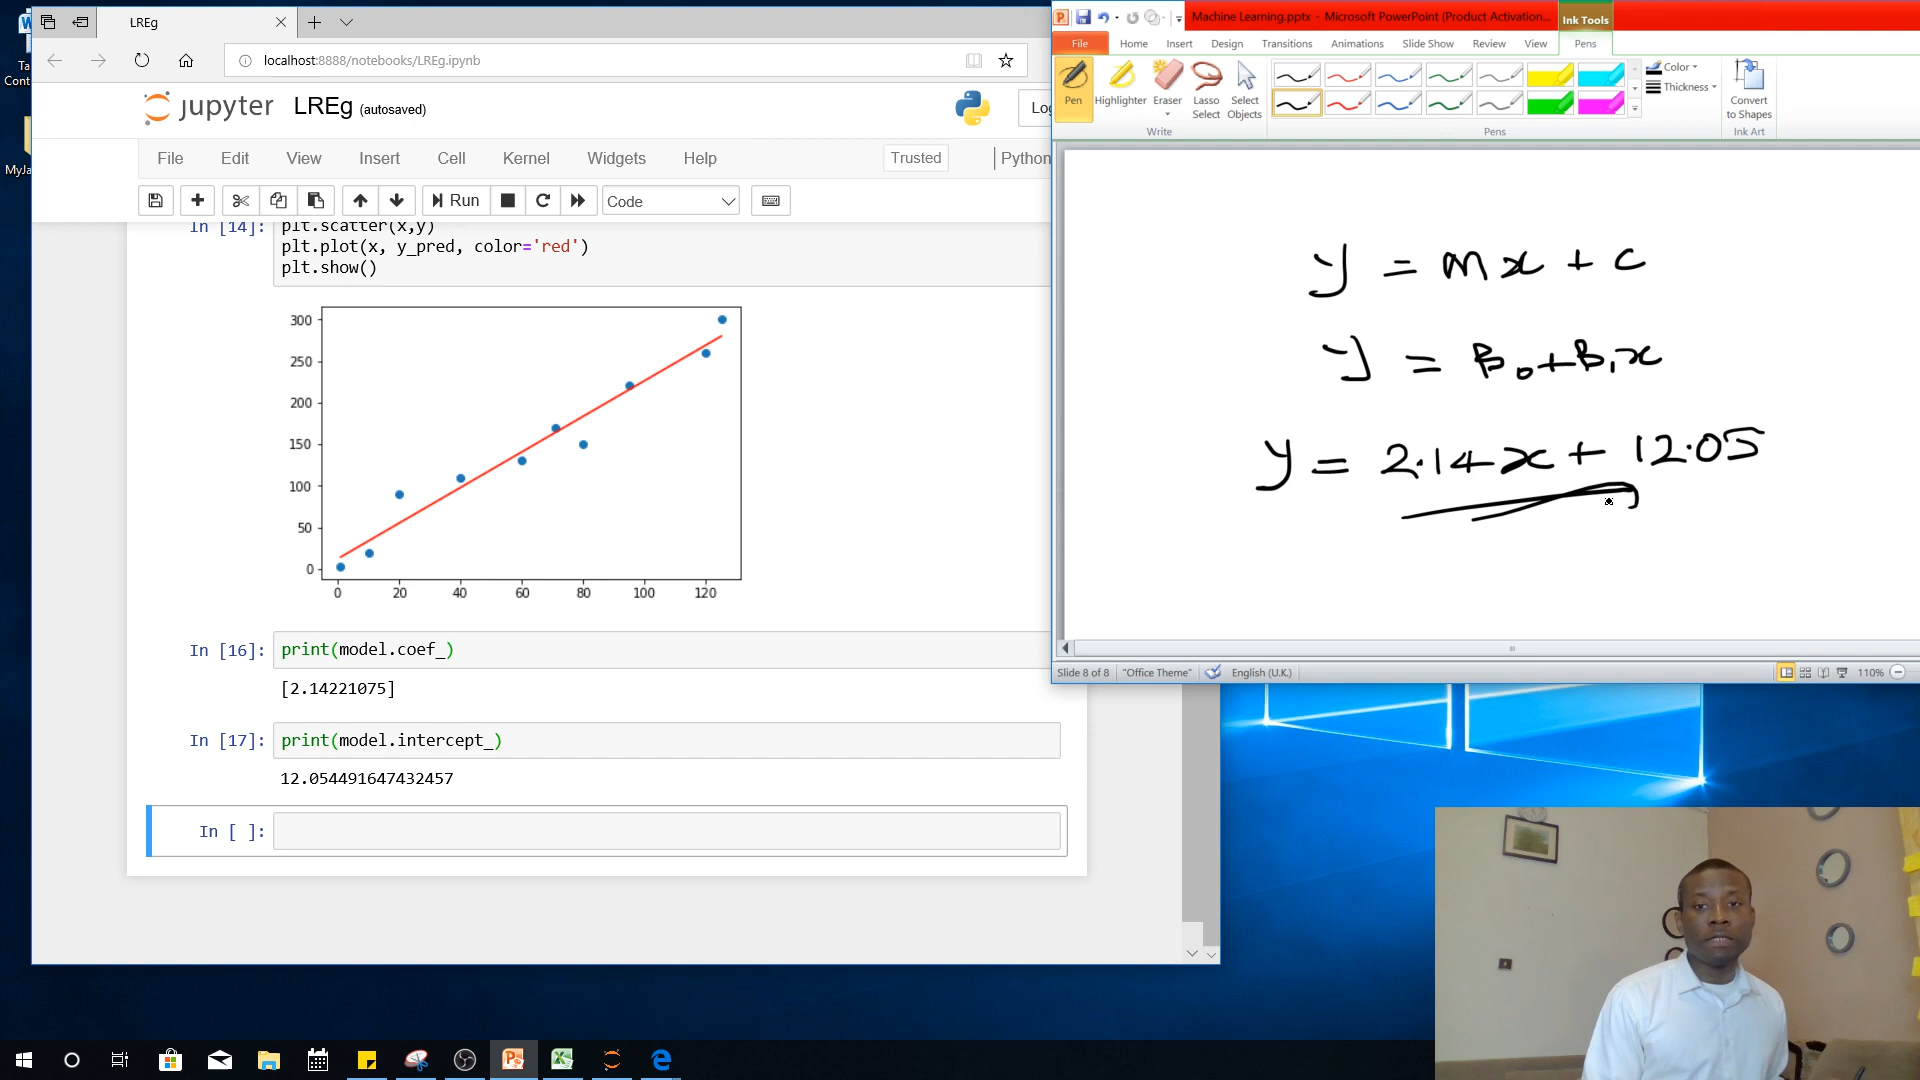 Ta
Cont
MyJa
LREg
localhost:8888/notebooks/LREg.ipynb
jupyter LREg (autosaved)
File Edit View Insert Cell Kernel Widgets Help Trusted Python
Run Code
In [14]: plt.scatter(x,y)
plt.plot(x, y_pred, color='red')
plt.show()
300
250
200
150
100
50
0
0 20 40 60 80 100 120
In [16]: print(model.coef_)
[2.14221075]
In [17]: print(model.intercept_)
12.054491647432457
In [ ]:
Machine Learning.pptx - Microsoft PowerPoint (Product Activation... Ink Tools
File Home Insert Design Transitions Animations Slide Show Review View Pens
Pen Highlighter Eraser Lasso Select Select Objects Color Thickness Convert to Shapes
Write Pens Ink Art
y = mx + c
y = B0+B1x
y = 2.14x + 12.05
Slide 8 of 8 "Office Theme" English (U.K.) 110%